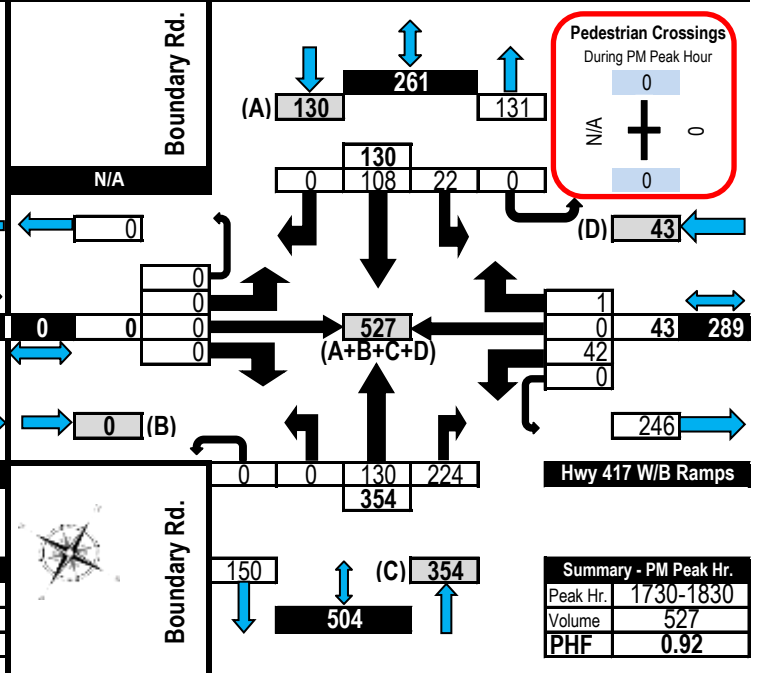 Boundary Rd.
Pedestrian Crossings
During PM Peak Hour
0
N/A
0
0
261
(A) 130
131
130
0 108 22 0
N/A
0
(D) 43
0
0
0
0
0 0
527
(A+B+C+D)
1
0
42
0
43 289
0 (B)
246
0 0 130 224
354
Hwy 417 W/B Ramps
Boundary Rd.
150
(C) 354
504
Summary - PM Peak Hr.
Peak Hr. 1730-1830
Volume 527
PHF 0.92